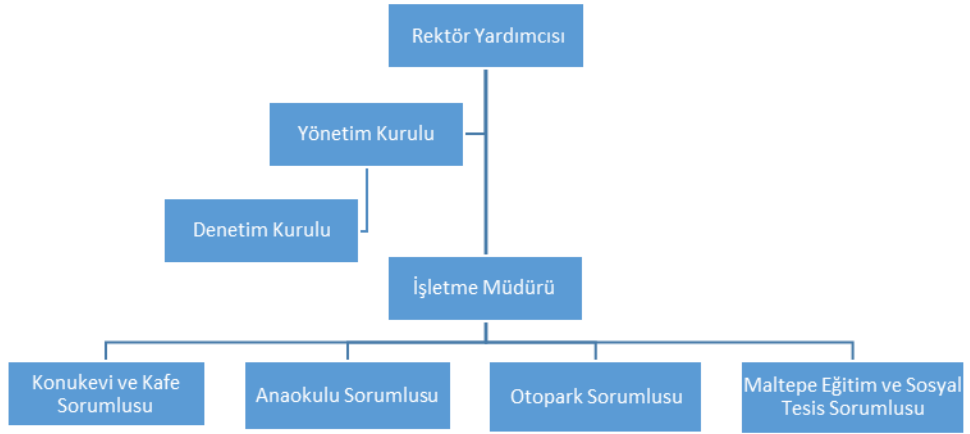 Rektör Yardımcısı
Yönetim Kurulu
Denetim Kurulu
İşletme Müdürü
Konukevi ve Kafe
Sorumlusu
Anaokulu Sorumlusu
Otopark Sorumlusu
Maltepe Eğitim ve Sosyal
Tesis Sorumlusu